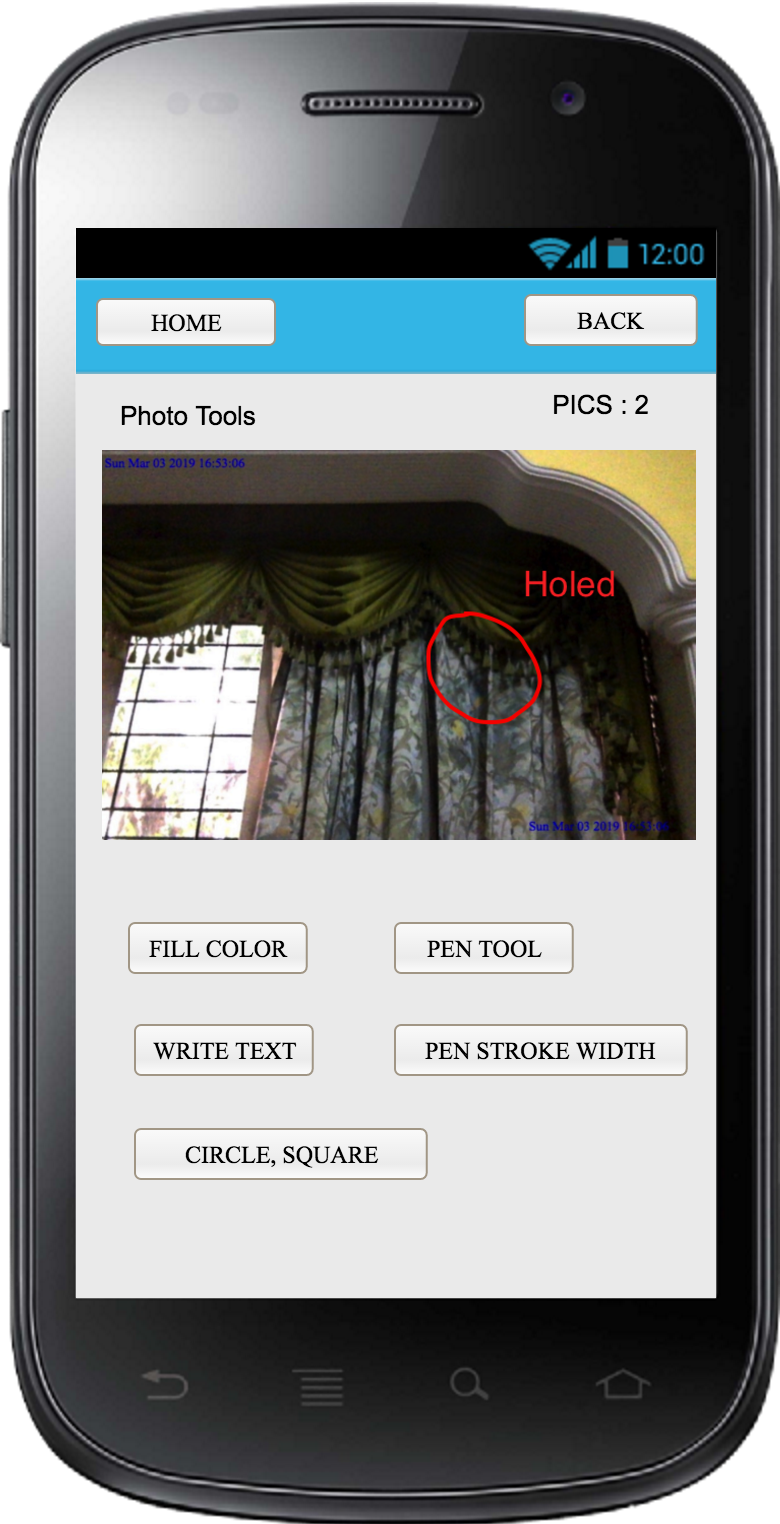 12:00
HOME
BACK
Photo Tools
PICS : 2
Sun Mar 03 2019 16:53:06
Holed
Sun Mar 03 2019 16:53:06
FILL COLOR
PEN TOOL
WRITE TEXT
PEN STROKE WIDTH
CIRCLE, SQUARE